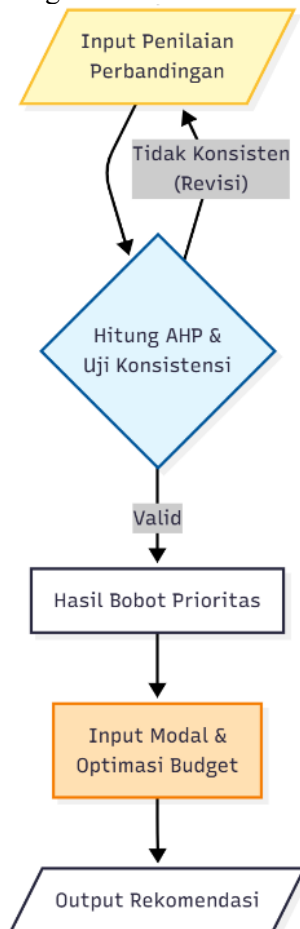 Input Penilaian
Perbandingan
Tidak Konsisten
(Revisi)
Hitung AHP &
Uji Konsistensi
Valid
Hasil Bobot Prioritas
Input Modal &
Optimasi Budget
Output Rekomendasi